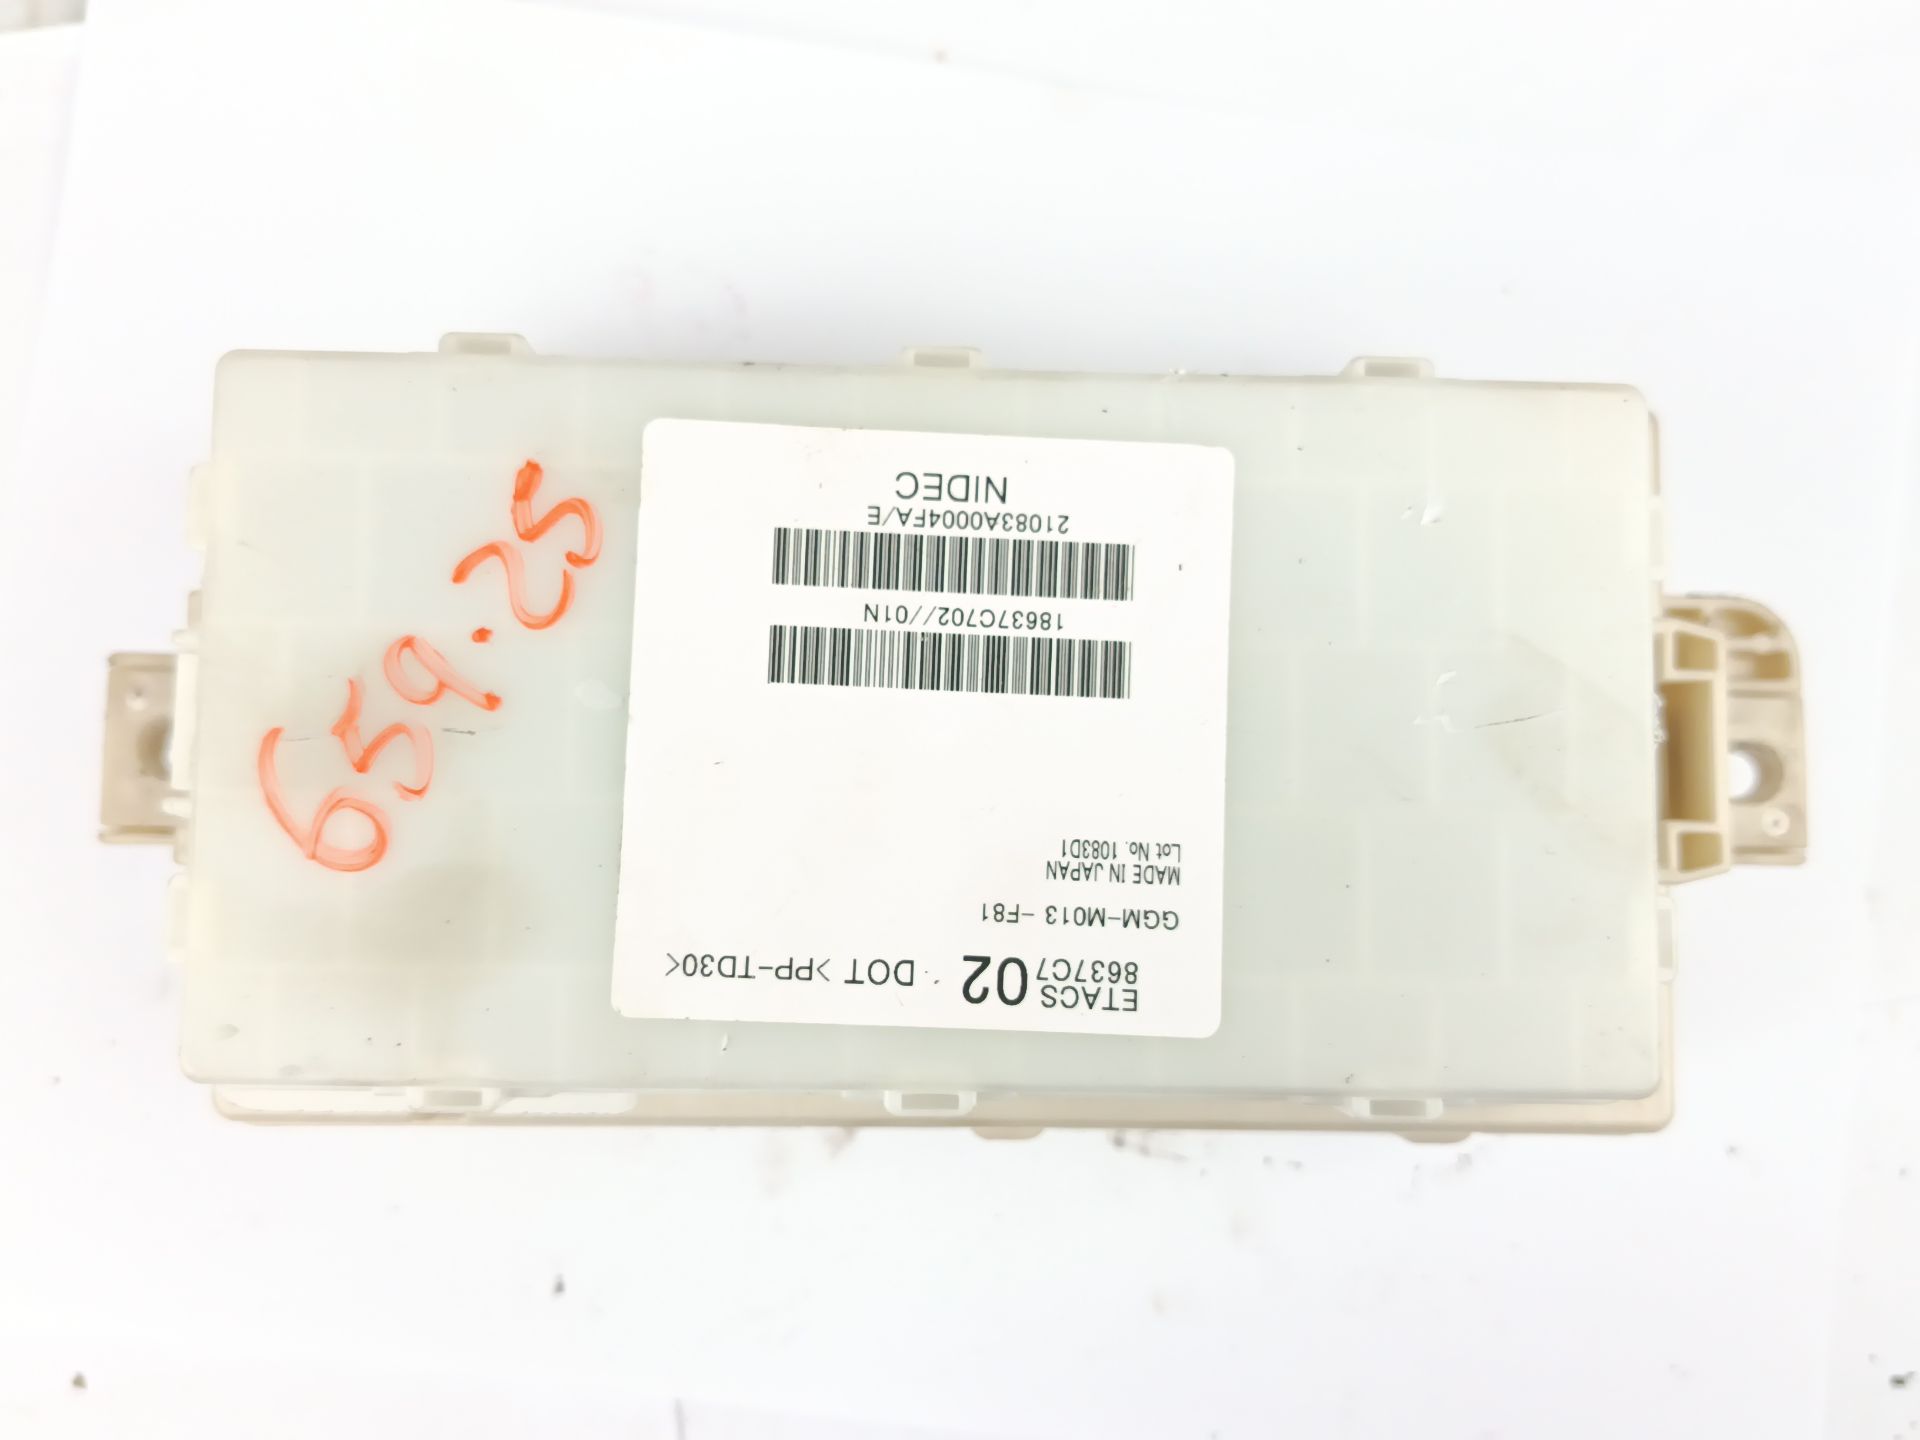 ETACS
8637C7 02 DOT >PP-TD30<
GGM-M013-F81
MADE IN JAPAN
Lot No. 1083D1
18637C702//01N
21083A0004FA/E
NIDEC
659.25